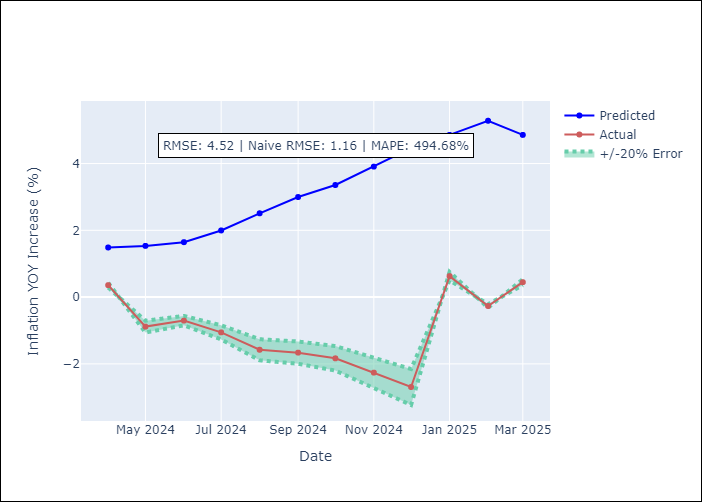 RMSE: 4.52 | Naive RMSE: 1.16 | MAPE: 494.68%
Predicted
Actual
+/-20% Error
Inflation YOY Increase (%)
4
2
0
−2
May 2024
Jul 2024
Sep 2024
Nov 2024
Jan 2025
Mar 2025
Date